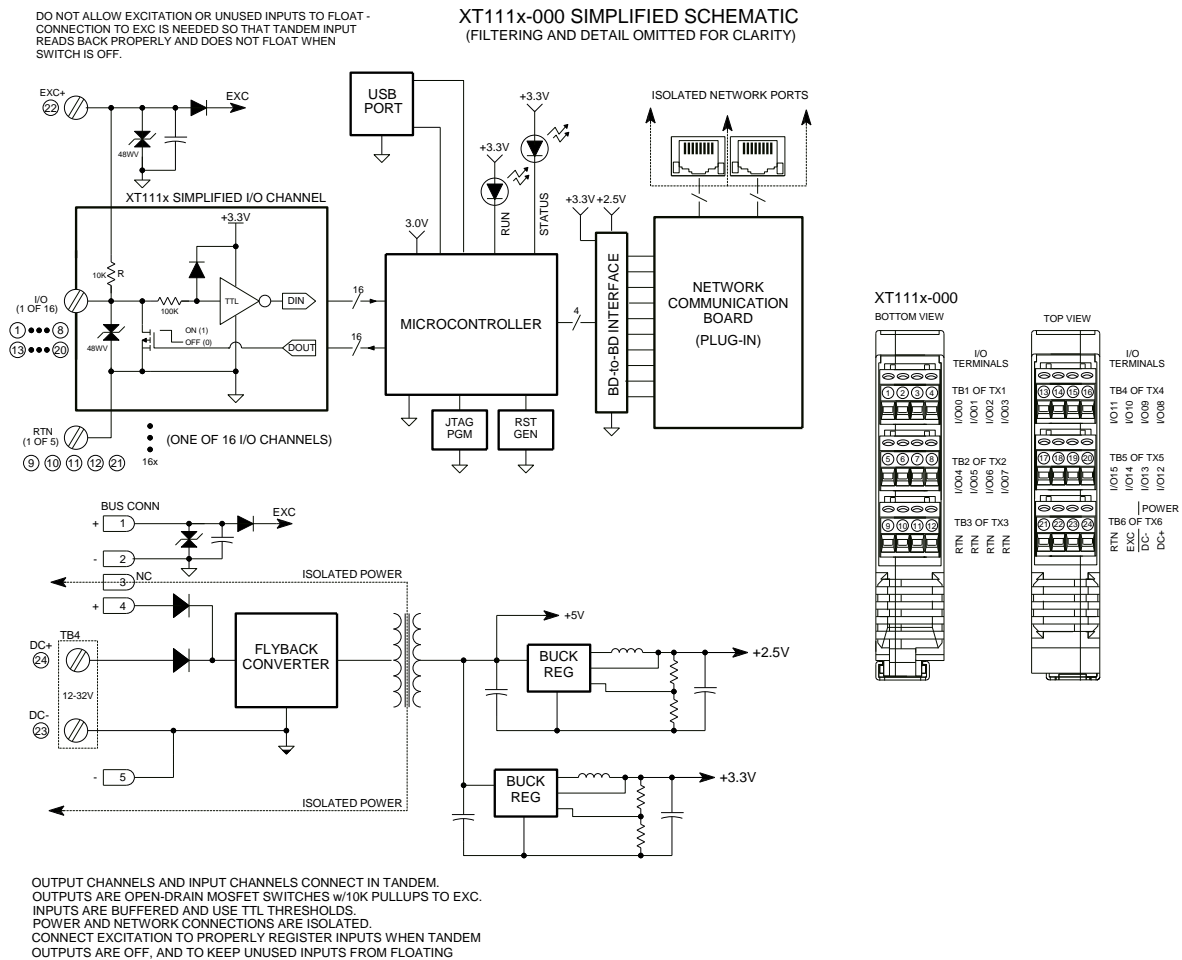 DO NOT ALLOW EXCITATION OR UNUSED INPUTS TO FLOAT -
CONNECTION TO EXC IS NEEDED SO THAT TANDEM INPUT
READS BACK PROPERLY AND DOES NOT FLOAT WHEN
SWITCH IS OFF.
XT111x-000 SIMPLIFIED SCHEMATIC
(FILTERING AND DETAIL OMITTED FOR CLARITY)
EXC+
22
EXC
48WV
USB
PORT
+3.3V
+3.3V
RUN
STATUS
ISOLATED NETWORK PORTS
XT111x SIMPLIFIED I/O CHANNEL
+3.3V
10K
R
I/O
(1 OF 16)
1 8
13 20
48WV
100K
TTL
DIN
ON (1)
OFF (0)
DOUT
16
16
3.0V
MICROCONTROLLER
4
+3.3V +2.5V
BD-to-BD INTERFACE
NETWORK
COMMUNICATION
BOARD
(PLUG-IN)
JTAG
PGM
RST
GEN
RTN
(1 OF 5)
9 10 11 12 21
16x
(ONE OF 16 I/O CHANNELS)
XT111x-000
BOTTOM VIEW
I/O
TERMINALS
1 2 3 4
TB1 OF TX1
I/O00
I/O01
I/O02
I/O03
5 6 7 8
TB2 OF TX2
I/O04
I/O05
I/O06
I/O07
9 10 11 12
TB3 OF TX3
RTN
RTN
RTN
RTN
TOP VIEW
I/O
TERMINALS
13 14 15 16
TB4 OF TX4
I/O11
I/O10
I/O09
I/O08
17 18 19 20
TB5 OF TX5
I/O15
I/O14
I/O13
I/O12
POWER
21 22 23 24
TB6 OF TX6
RTN
EXC
DC-
DC+
BUS CONN
+ 1
EXC
- 2
3 NC
ISOLATED POWER
+ 4
TB4
DC+
24
12-32V
DC-
23
- 5
FLYBACK
CONVERTER
ISOLATED POWER
+5V
BUCK
REG
+2.5V
BUCK
REG
+3.3V
OUTPUT CHANNELS AND INPUT CHANNELS CONNECT IN TANDEM.
OUTPUTS ARE OPEN-DRAIN MOSFET SWITCHES w/10K PULLUPS TO EXC.
INPUTS ARE BUFFERED AND USE TTL THRESHOLDS.
POWER AND NETWORK CONNECTIONS ARE ISOLATED.
CONNECT EXCITATION TO PROPERLY REGISTER INPUTS WHEN TANDEM
OUTPUTS ARE OFF, AND TO KEEP UNUSED INPUTS FROM FLOATING